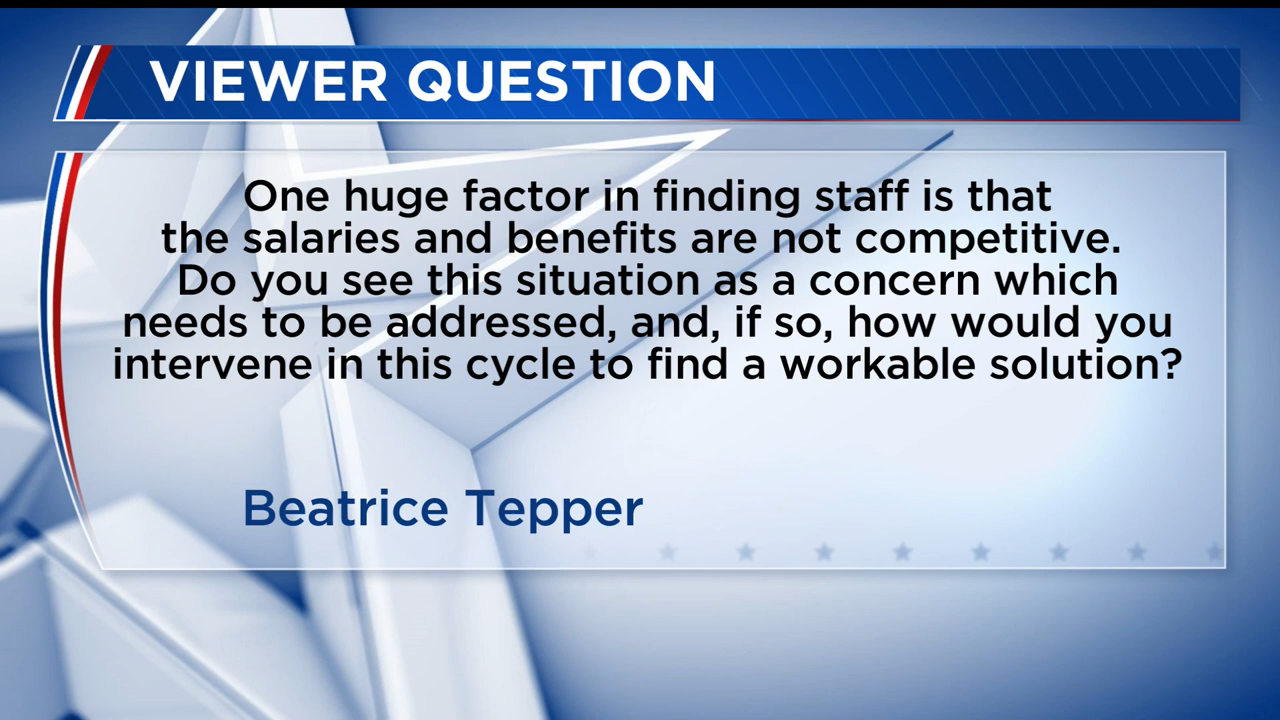 VIEWER QUESTION
One huge factor in finding staff is that
the salaries and benefits are not competitive.
Do you see this situation as a concern which
needs to be addressed, and, if so, how would you
intervene in this cycle to find a workable solution?
Beatrice Tepper